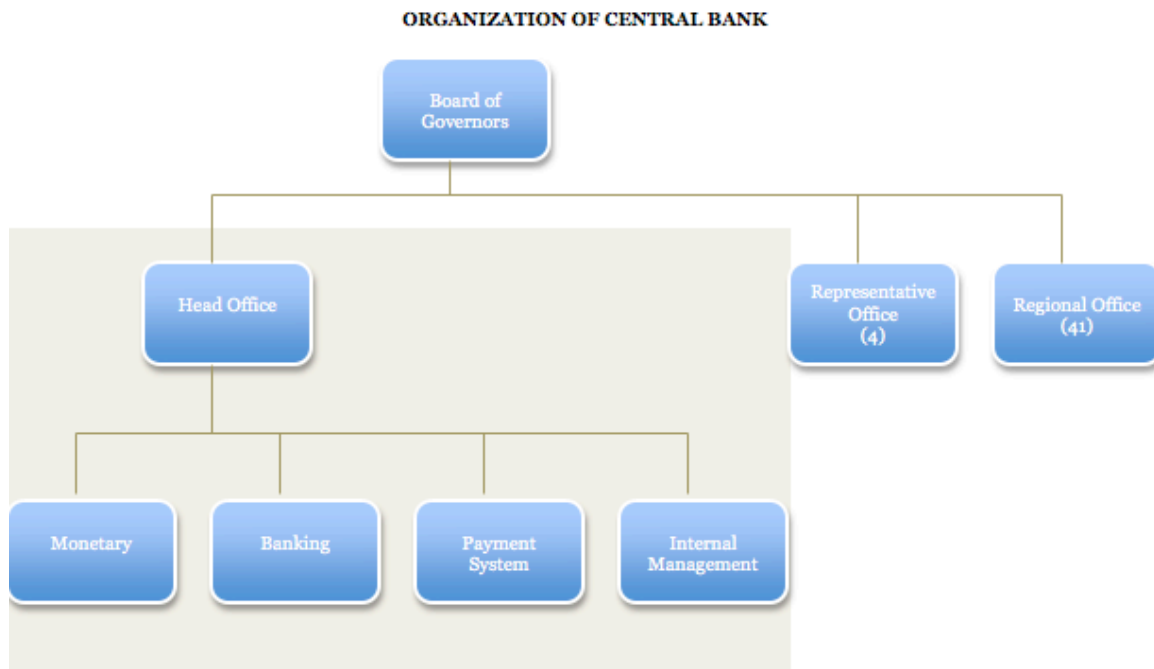 ORGANIZATION OF CENTRAL BANK
Board of
Governors
Head Office
Representative
Office
(4)
Regional Office
(41)
Monetary
Banking
Payment
System
Internal
Management